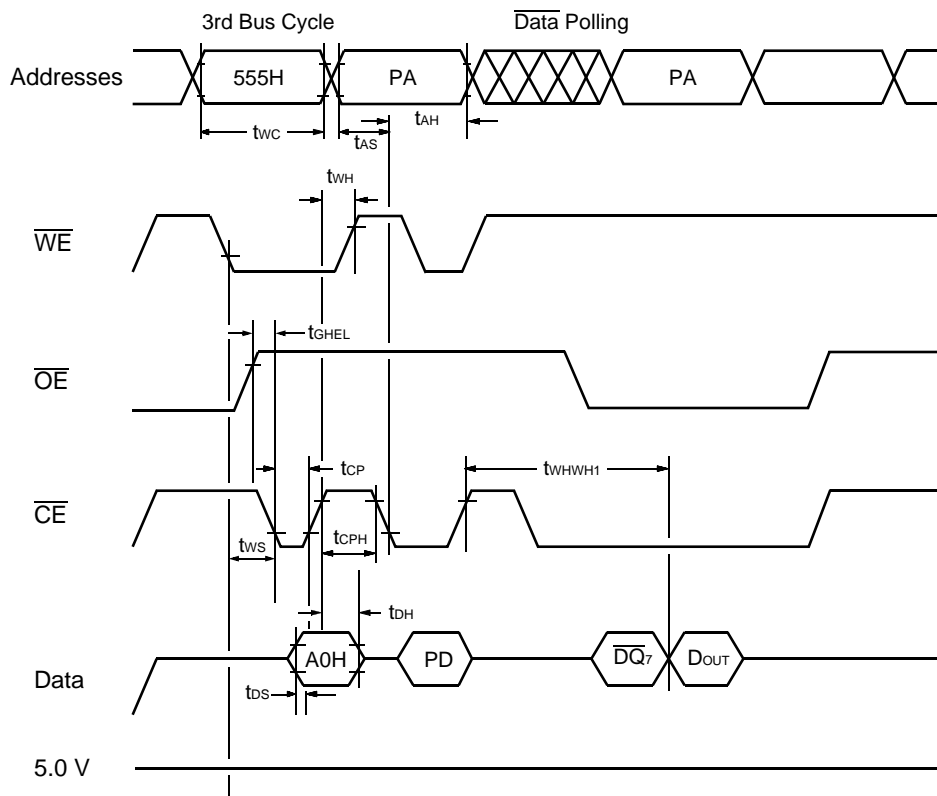 3rd Bus Cycle Data Polling
Addresses 555H PA PA
tWC tAS tAH
tWH
WE
tGHEL
OE
tCP tWHWH1
CE
tWS tCPH
tDH
Data A0H PD DQ7 DOUT
tDS
5.0 V